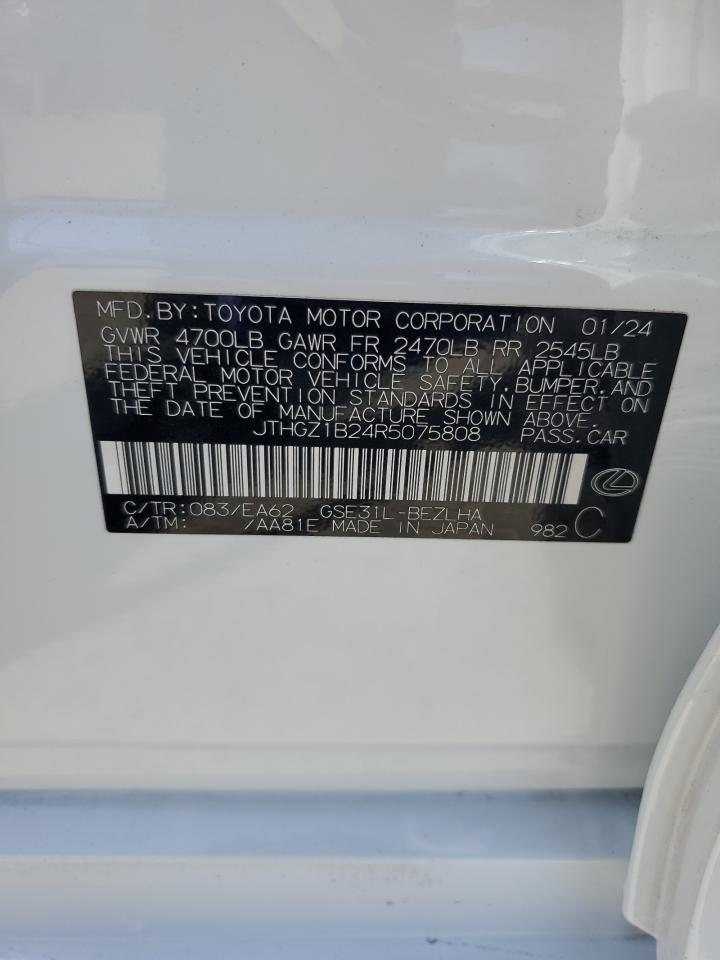 MFD. BY: TOYOTA MOTOR CORPORATION 01/24
GVWR 4700LB GAWR FR 2470LB RR 2545LB
THIS VEHICLE CONFORMS TO ALL APPLICABLE
FEDERAL MOTOR VEHICLE SAFETY, BUMPER, AND
THEFT PREVENTION STANDARDS IN EFFECT ON
THE DATE OF MANUFACTURE SHOWN ABOVE.
JTHGZ1B24R5075808 PASS. CAR
C/TR: 083/EA62 GSE31L-BEZLHA
A/TM: /AA81E MADE IN JAPAN 982 C